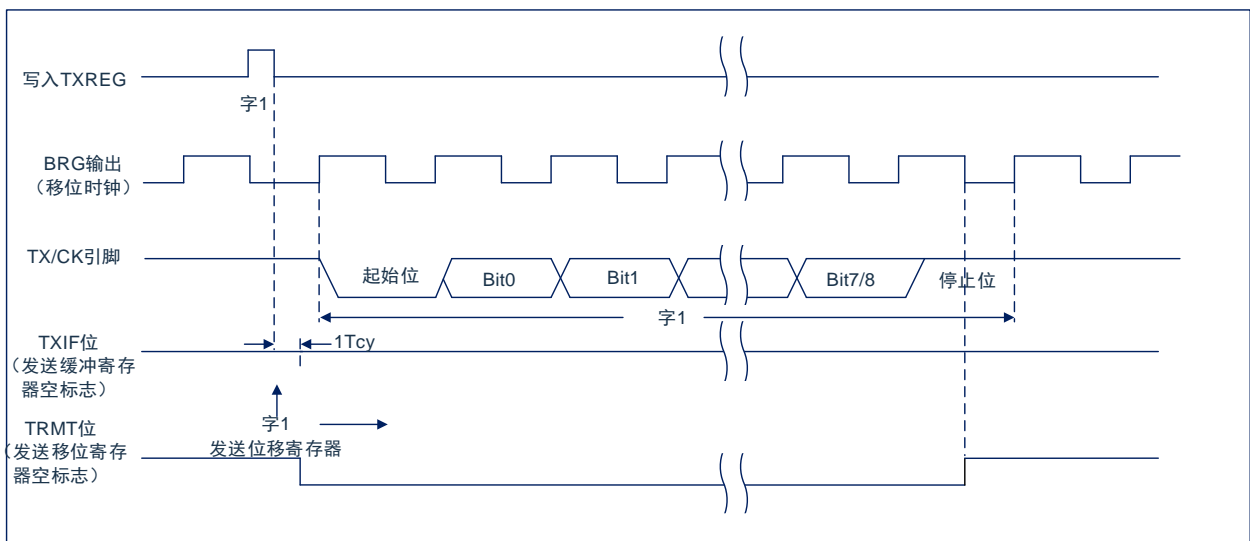 写入TXREG
字1
BRG输出
（移位时钟）
TX/CK引脚
起始位
Bit0
Bit1
Bit7/8
停止位
字1
TXIF位
（发送缓冲寄存
器空标志）
1Tcy
字1
发送位移寄存器
TRMT位
（发送移位寄存
器空标志）